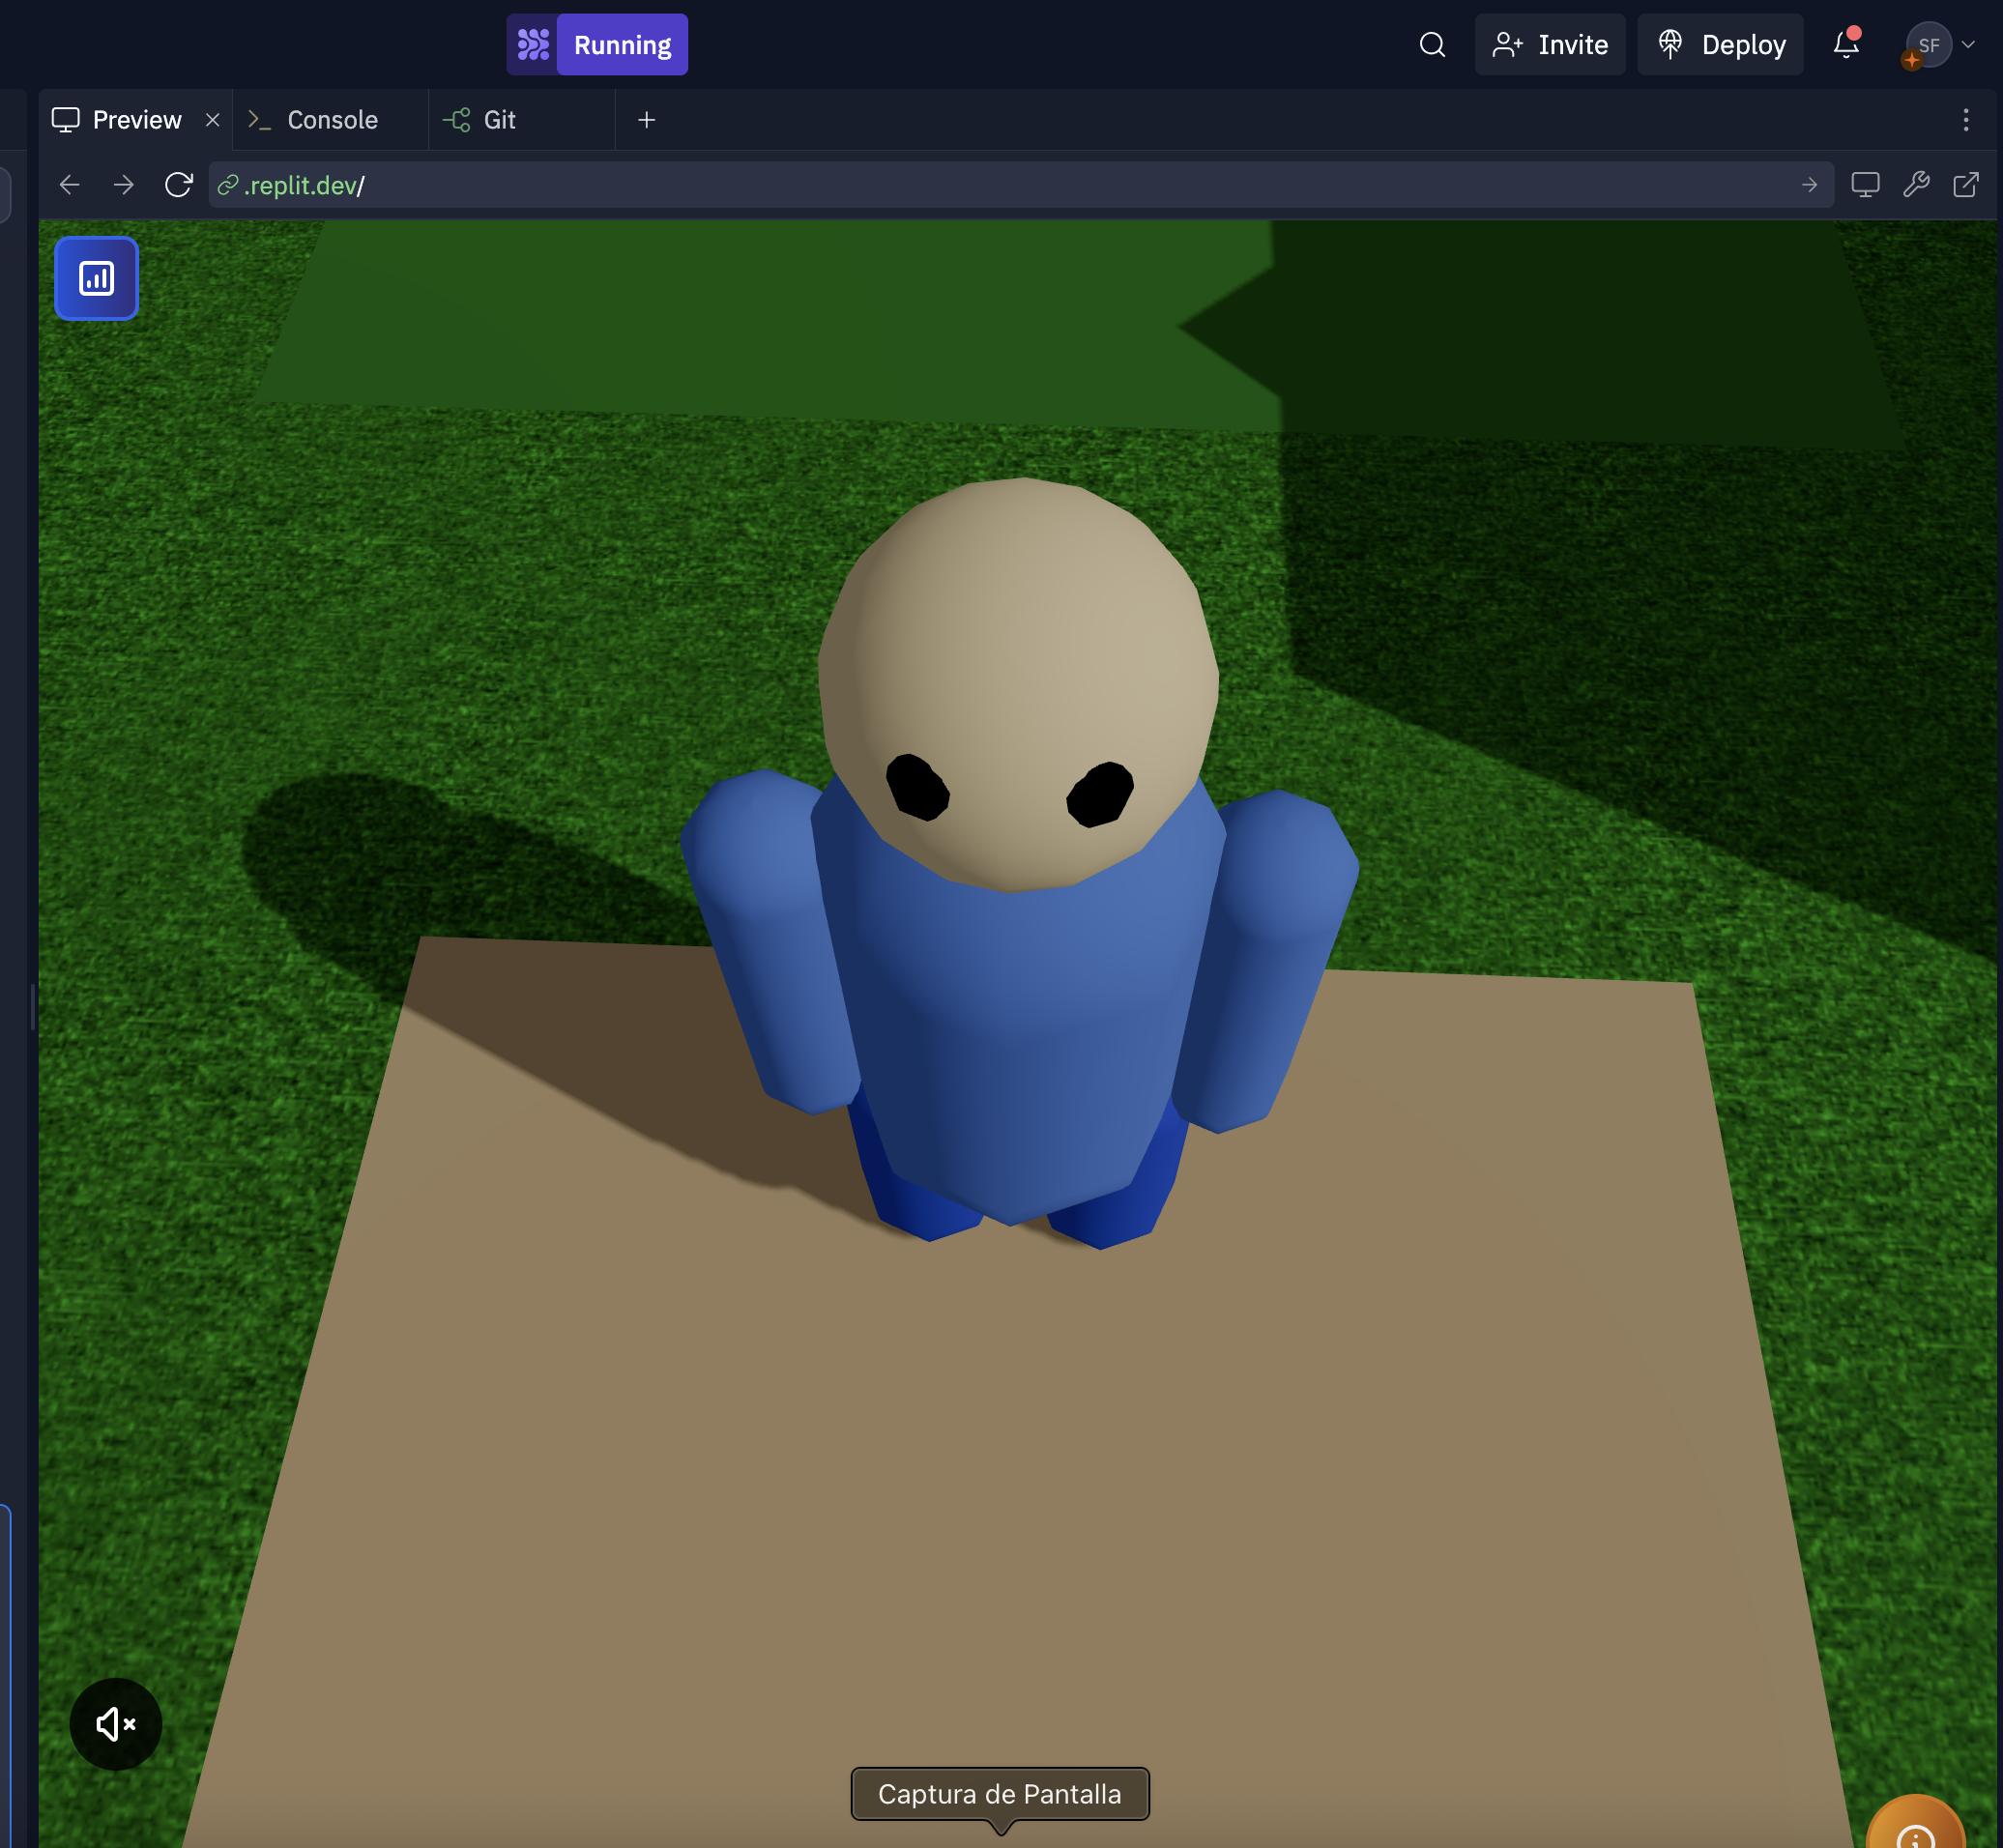 Running
Invite
Deploy
SF
Preview
Console
Git
.replit.dev/
Captura de Pantalla